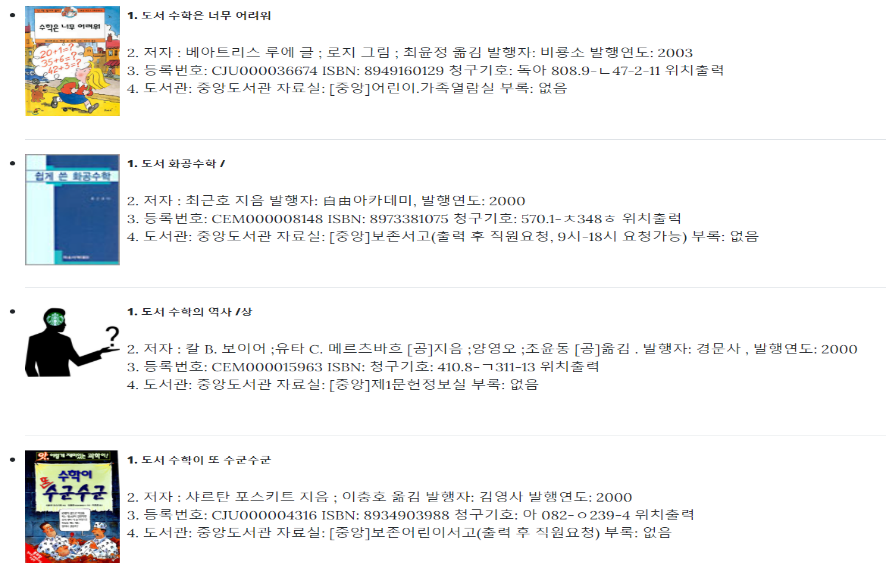 수학은 너무 어려워
20+1=?
35+6=?
42+3=?
1. 도서 수학은 너무 어려워
2. 저자 : 베아트리스 루에 글 ; 로지 그림 ; 최윤정 옮김 발행자: 비룡소 발행연도: 2003
3. 등록번호: CJU000036674 ISBN: 8949160129 청구기호: 독아 808.9-ㄴ47-2-11 위치출력
4. 도서관: 중앙도서관 자료실: [중앙]어린이.가족열람실 부록: 없음
쉽게 쓴 화공수학
1. 도서 화공수학 /
2. 저자 : 최근호 지음 발행자: 自由아카데미, 발행연도: 2000
3. 등록번호: CEM000008148 ISBN: 8973381075 청구기호: 570.1-ㅊ348ㅎ 위치출력
4. 도서관: 중앙도서관 자료실: [중앙]보존서고(출력 후 직원요청, 9시-18시 요청가능) 부록: 없음
?
1. 도서 수학의 역사 /상
2. 저자 : 칼 B. 보이어 ;유타 C. 메르츠바흐 [공]지음 ;양영오 ;조윤동 [공]옮김 . 발행자: 경문사 , 발행연도: 2000
3. 등록번호: CEM000015963 ISBN: 청구기호: 410.8-ㄱ311-13 위치출력
4. 도서관: 중앙도서관 자료실: [중앙]제1문헌정보실 부록: 없음
수학이
또
수군수군
1. 도서 수학이 또 수군수군
2. 저자 : 샤르탄 포스키트 지음 ; 이충호 옮김 발행자: 김영사 발행연도: 2000
3. 등록번호: CJU000004316 ISBN: 8934903988 청구기호: 아 082-ㅇ239-4 위치출력
4. 도서관: 중앙도서관 자료실: [중앙]보존어린이서고(출력 후 직원요청) 부록: 없음